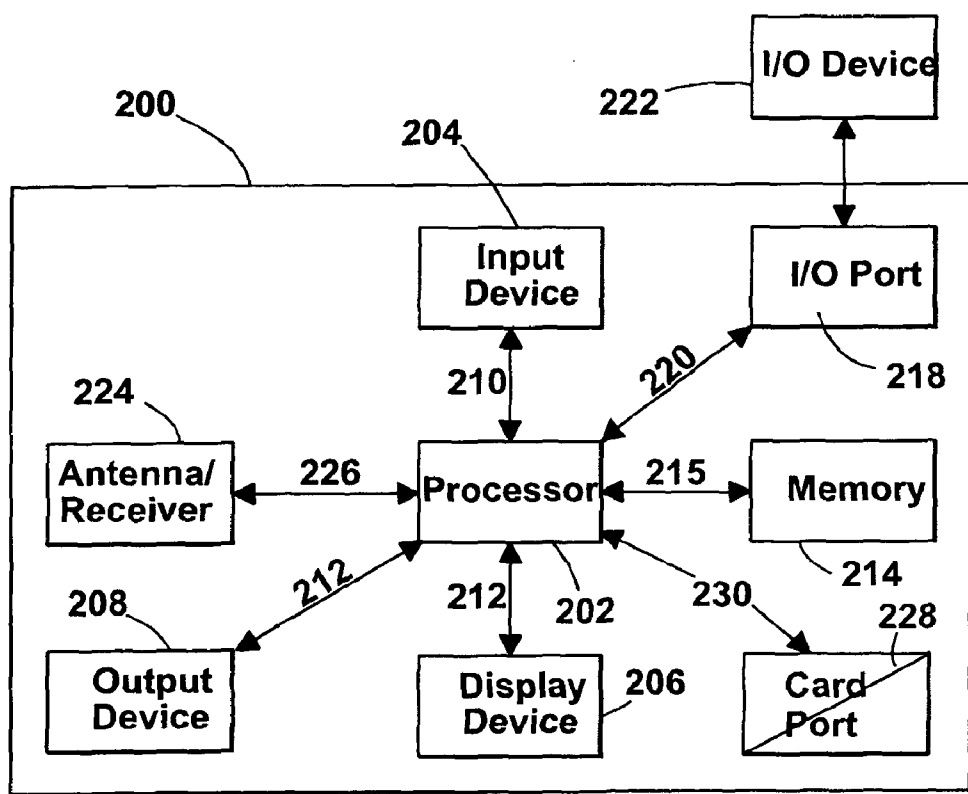 I/O Device
222
200
204
Input
Device
I/O Port
210
220
218
224
Antenna/
Receiver
226
Processor
215
Memory
212
212
202
230
214
208
228
Output
Device
Display
Device
206
Card
Port